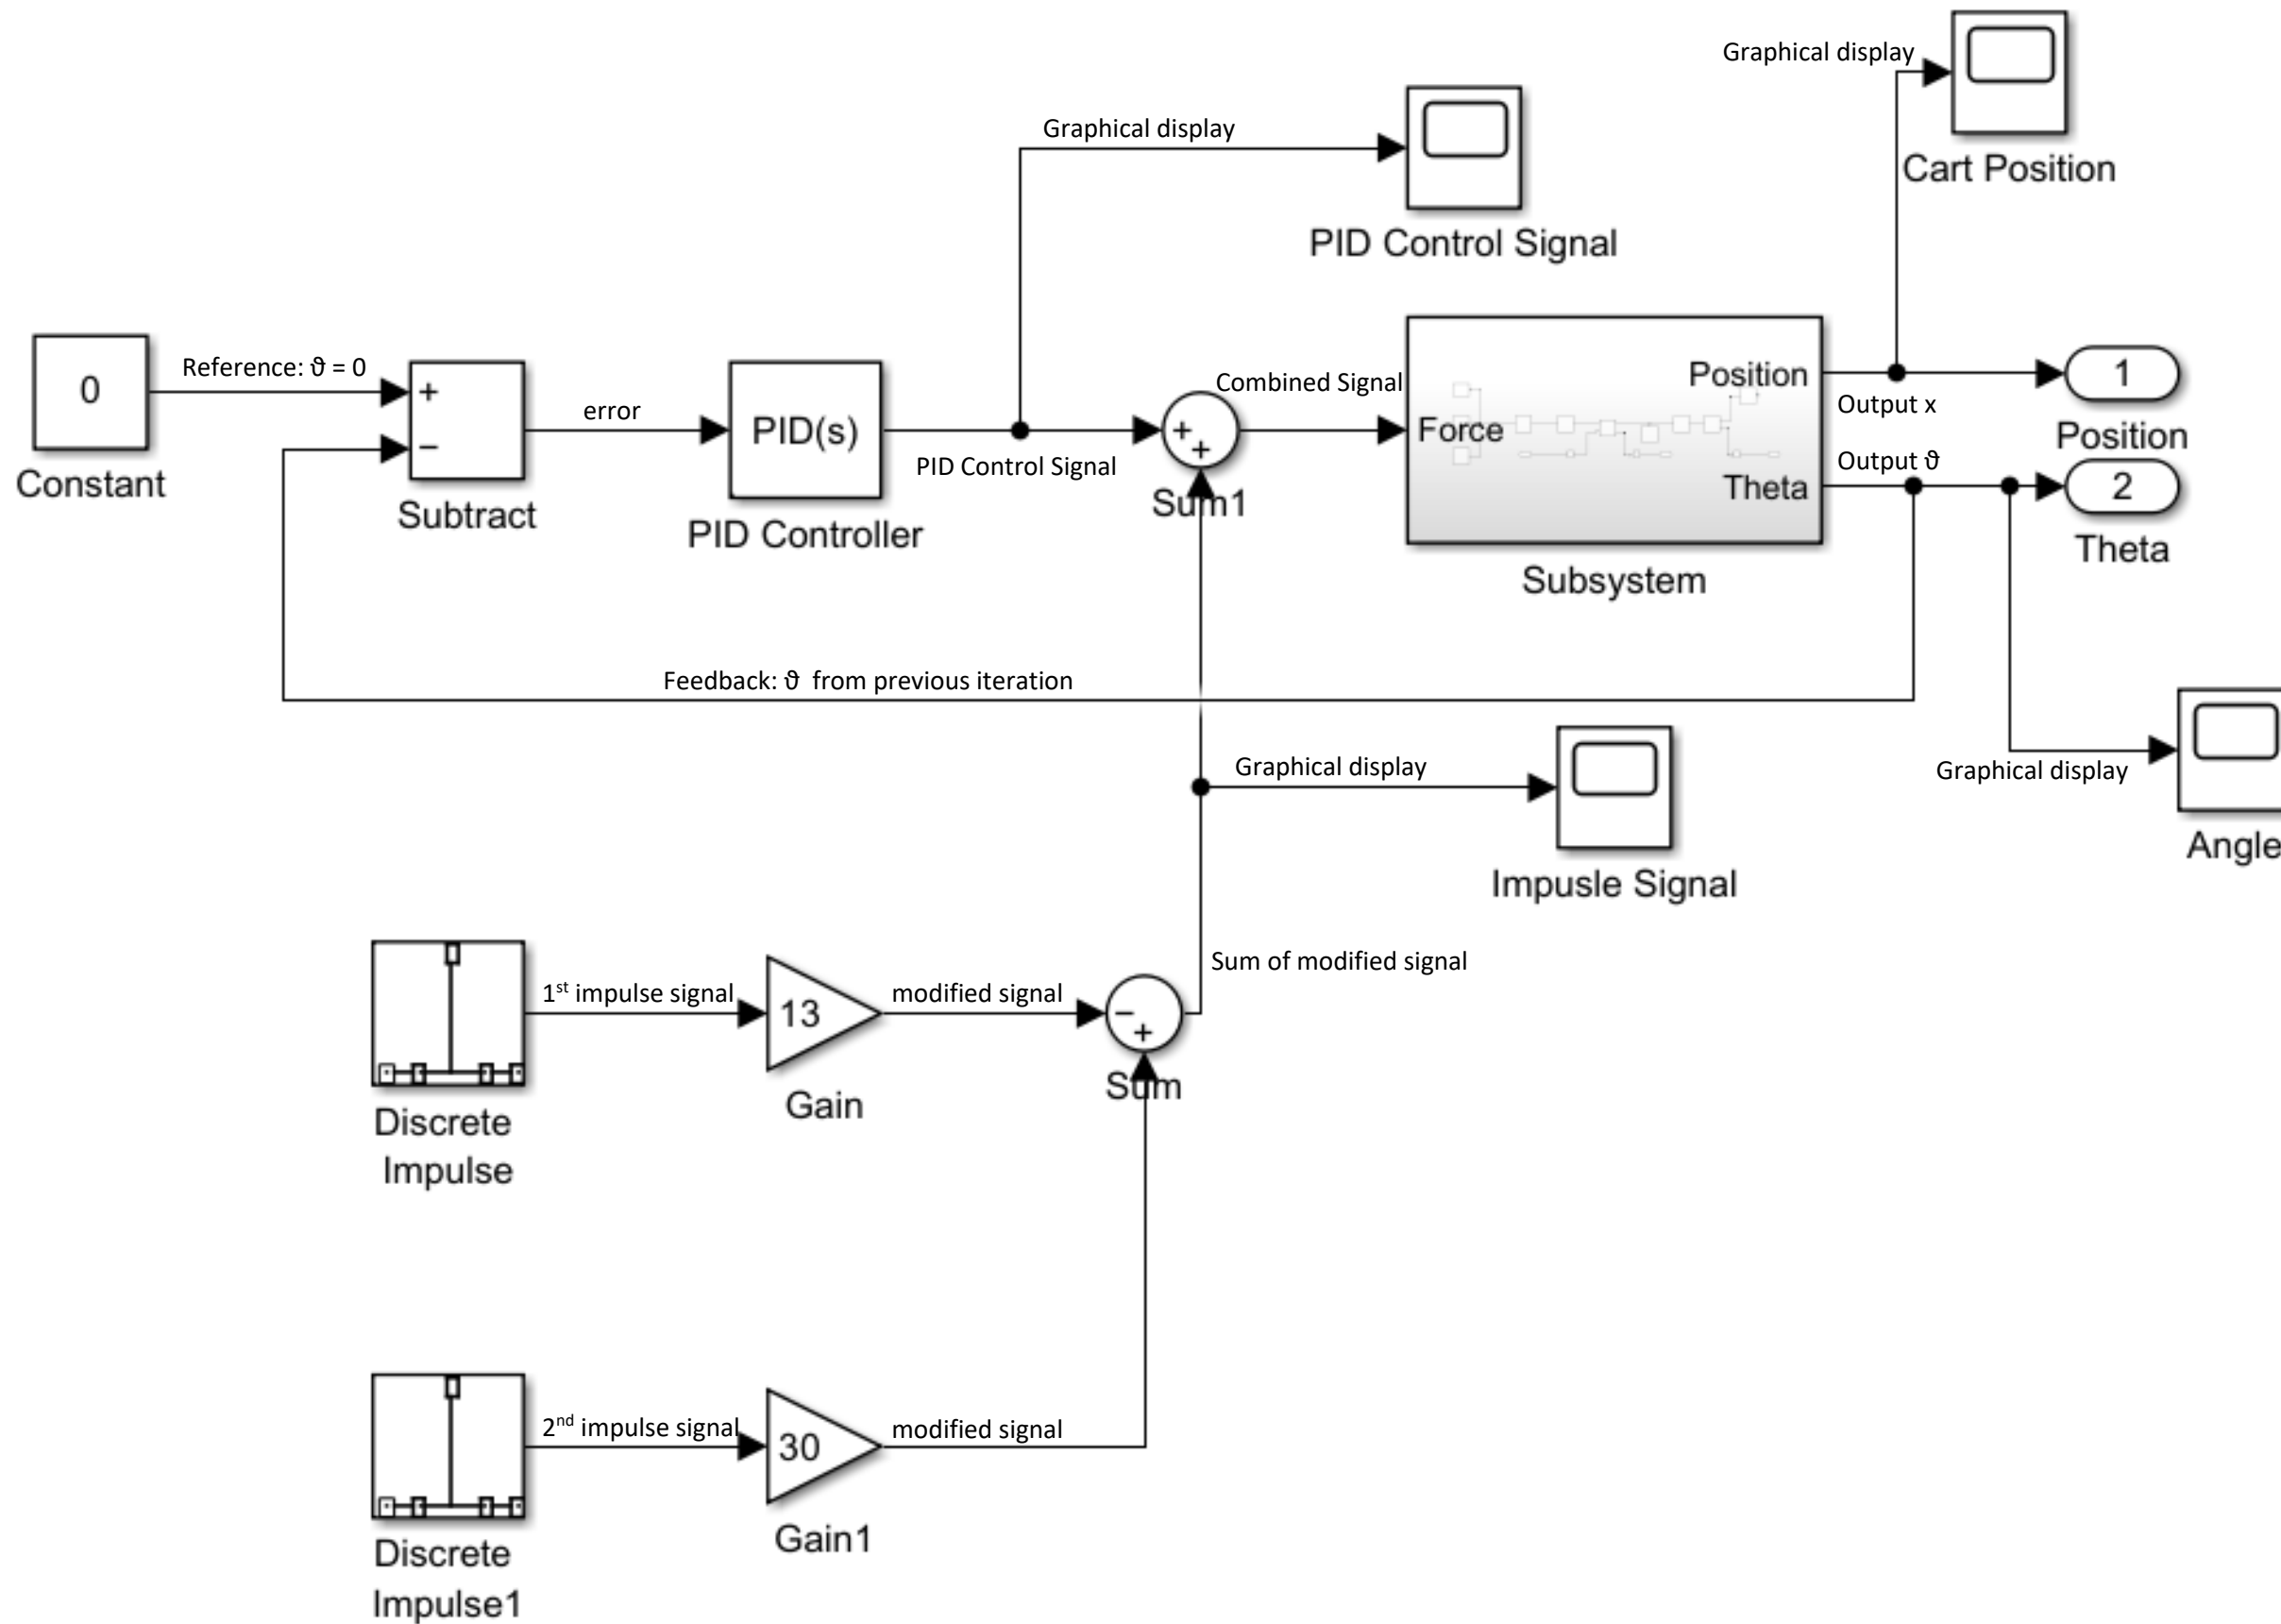 Graphical display
Cart Position
Graphical display
PID Control Signal
0
Constant
Reference: ϑ = 0
+
−
Subtract
error
PID(s)
PID Controller
PID Control Signal
+
+
Sum1
Combined Signal
Force
Position
Theta
Subsystem
Output x
1
Position
Output ϑ
2
Theta
Feedback: ϑ from previous iteration
Graphical display
Impusle Signal
Graphical display
Angle
Discrete
Impulse
1st impulse signal
13
Gain
modified signal
−
+
Sum
Sum of modified signal
Discrete
Impulse1
2nd impulse signal
30
Gain1
modified signal